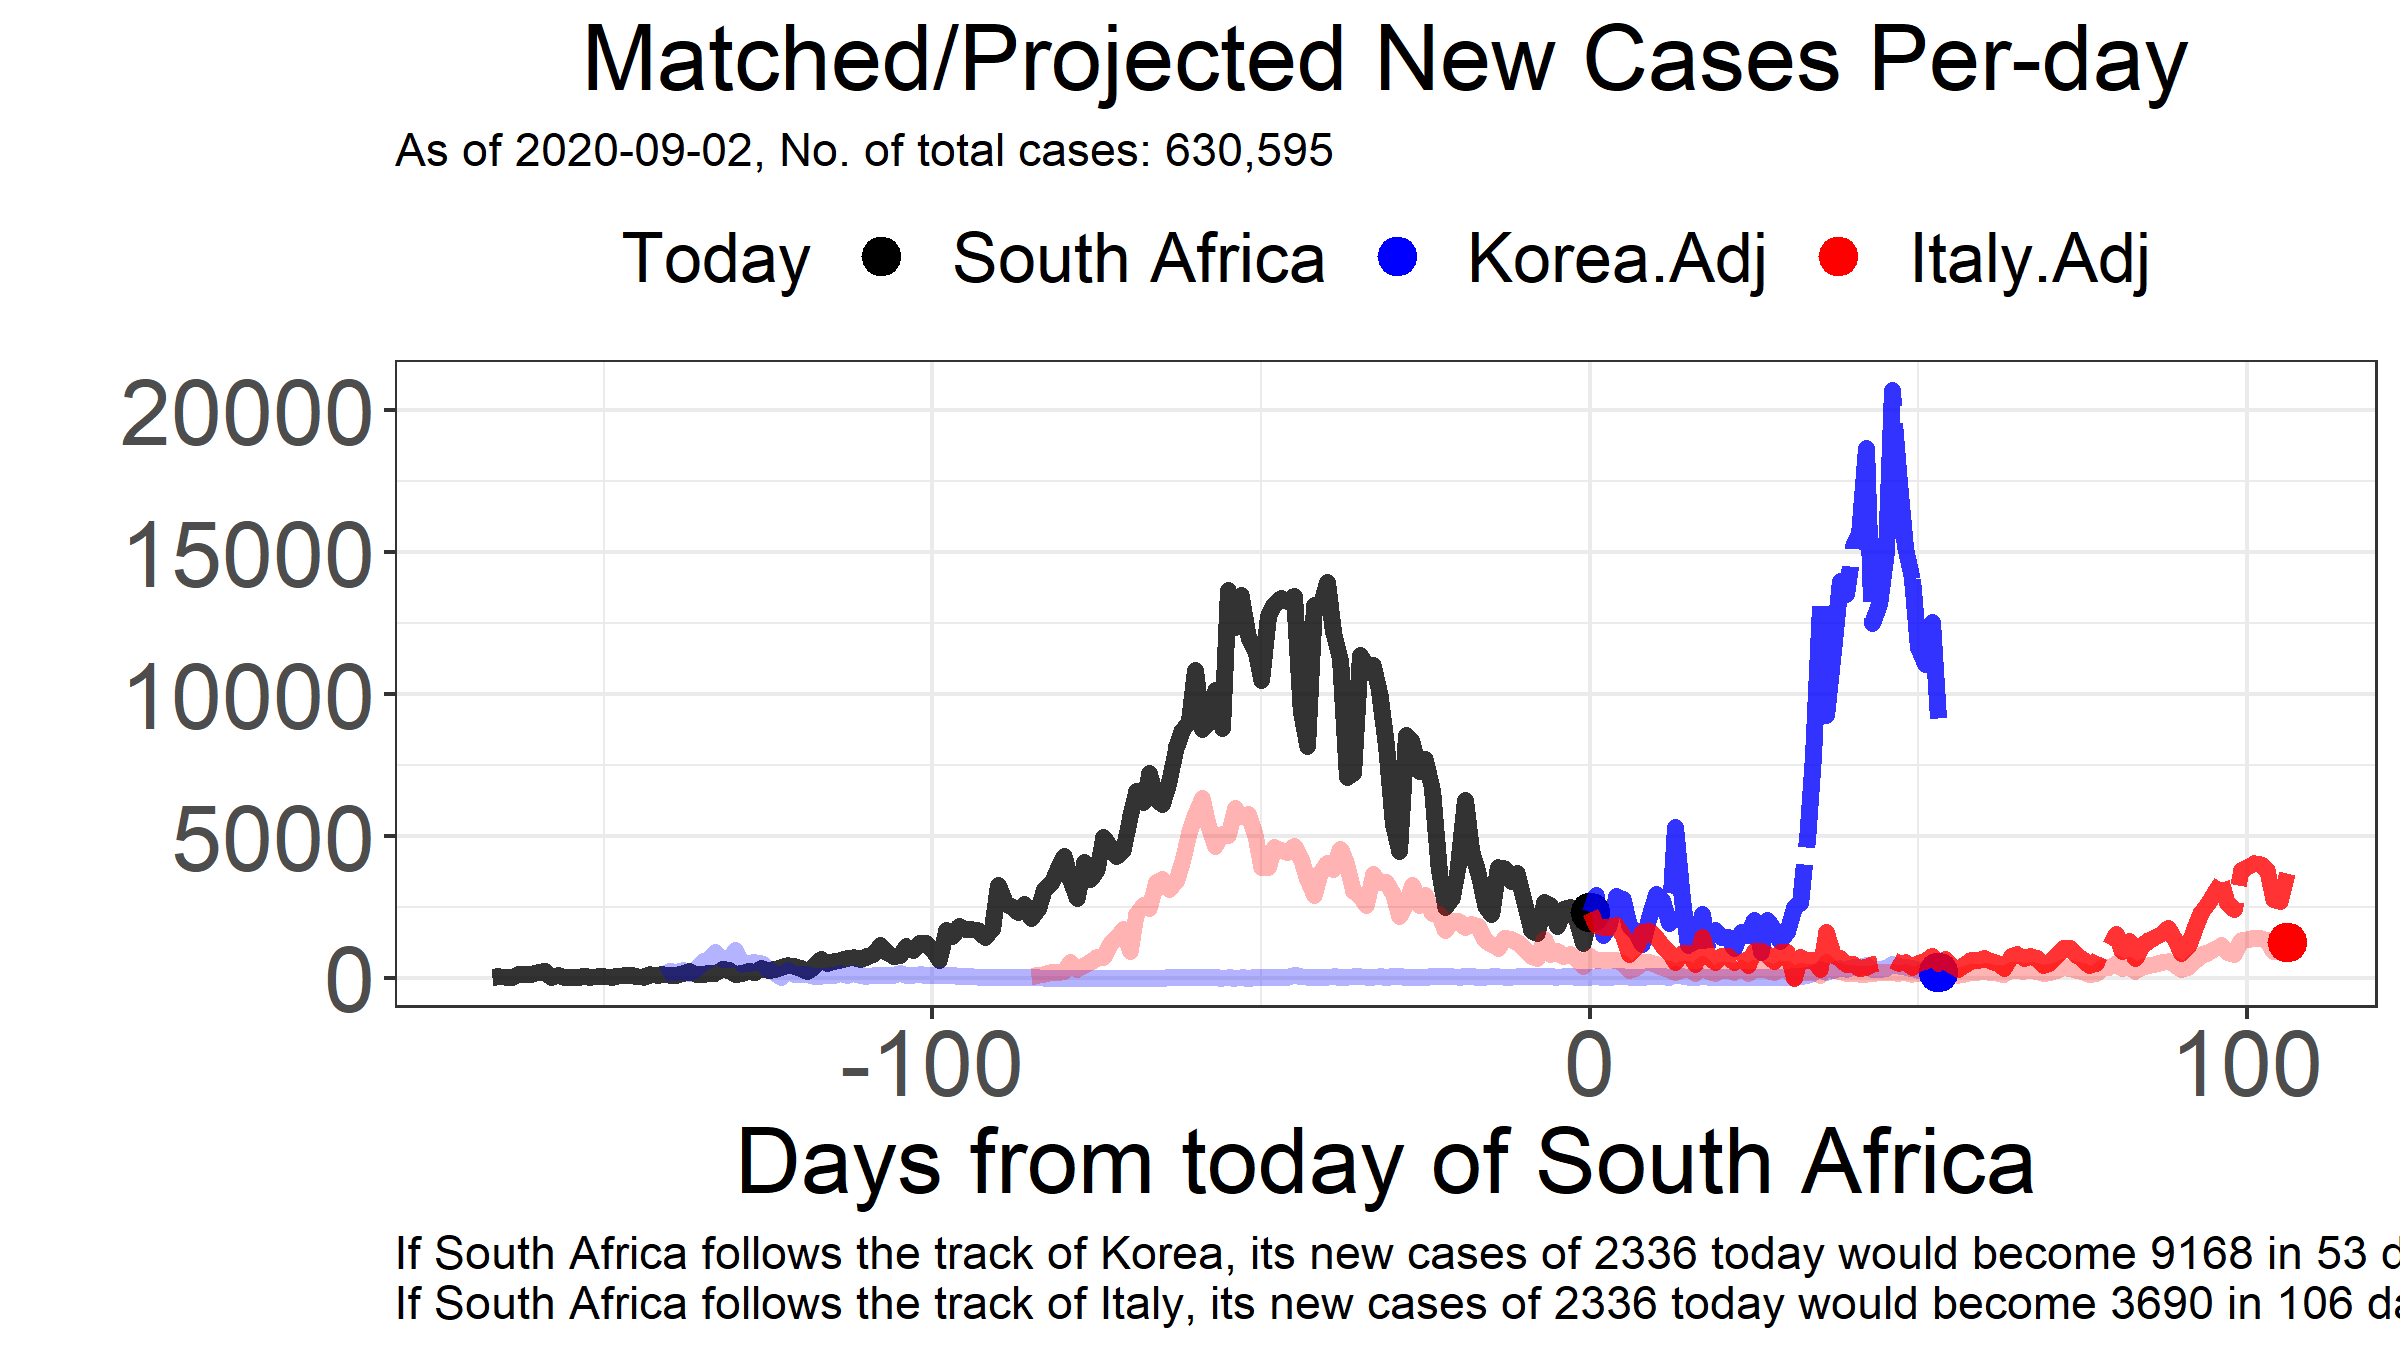 Matched/Projected New Cases Per-day
As of 2020-09-02, No. of total cases: 630,595
Today South Africa Korea.Adj Italy.Adj
20000
15000
10000
5000
0
-100 0 100
Days from today of South Africa
If South Africa follows the track of Korea, its new cases of 2336 today would become 9168 in 53 d
If South Africa follows the track of Italy, its new cases of 2336 today would become 3690 in 106 da